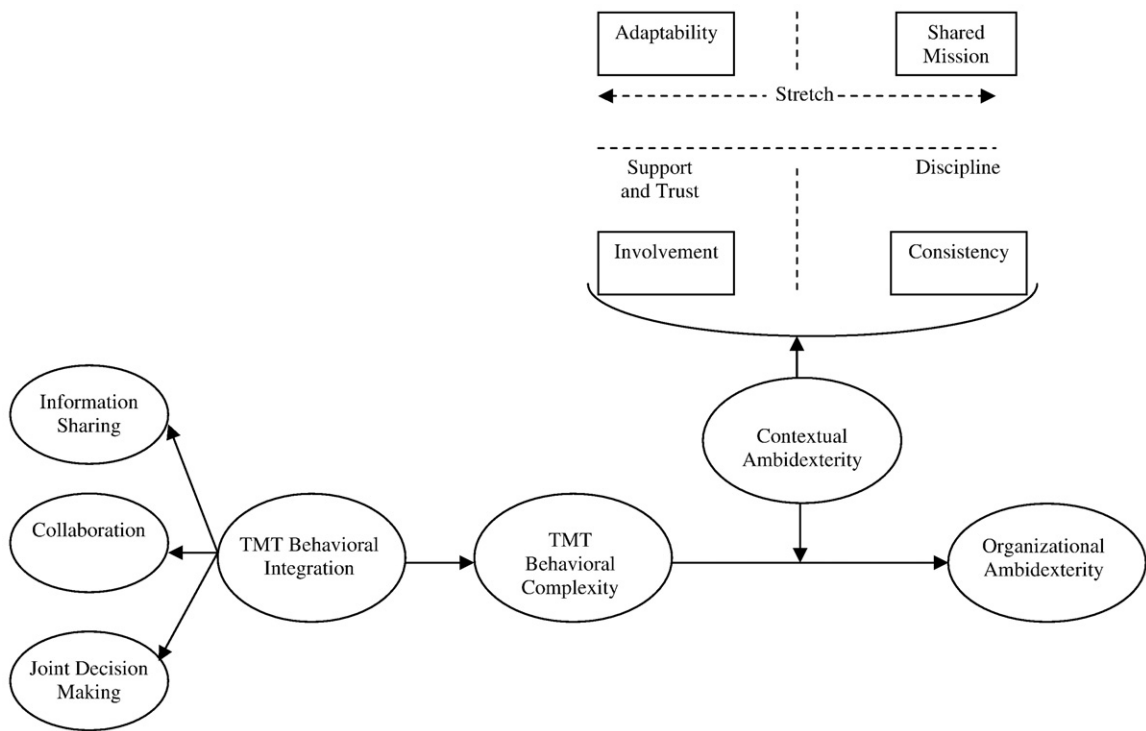 Adaptability
Shared
Mission
Stretch
Support
and Trust
Discipline
Involvement
Consistency
Information
Sharing
Contextual
Ambidexterity
Collaboration
TMT Behavioral
Integration
TMT
Behavioral
Complexity
Organizational
Ambidexterity
Joint Decision
Making